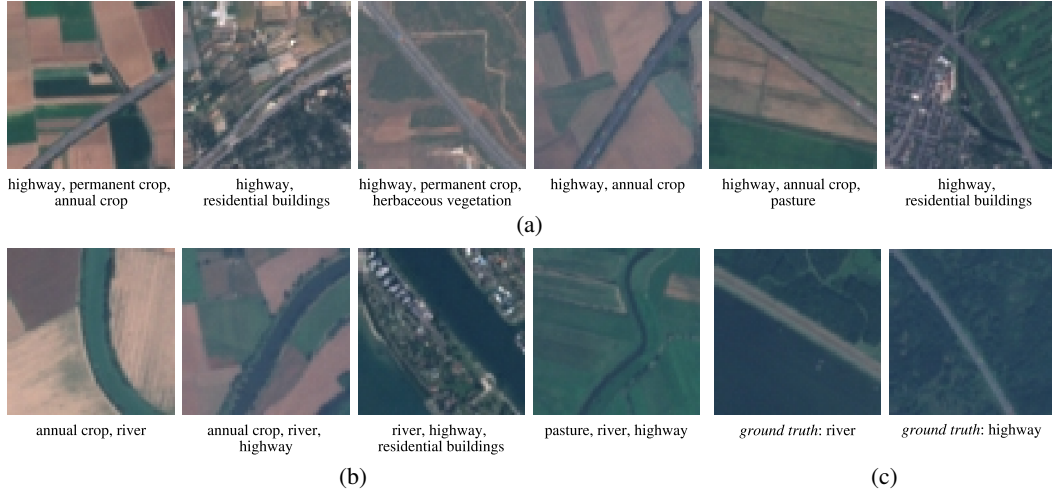 highway, permanent crop,
annual crop
highway,
residential buildings
highway, permanent crop,
herbaceous vegetation
highway, annual crop
highway, annual crop,
pasture
highway,
residential buildings
(a)
annual crop, river
annual crop, river,
highway
river, highway,
residential buildings
pasture, river, highway
ground truth: river
ground truth: highway
(b)
(c)